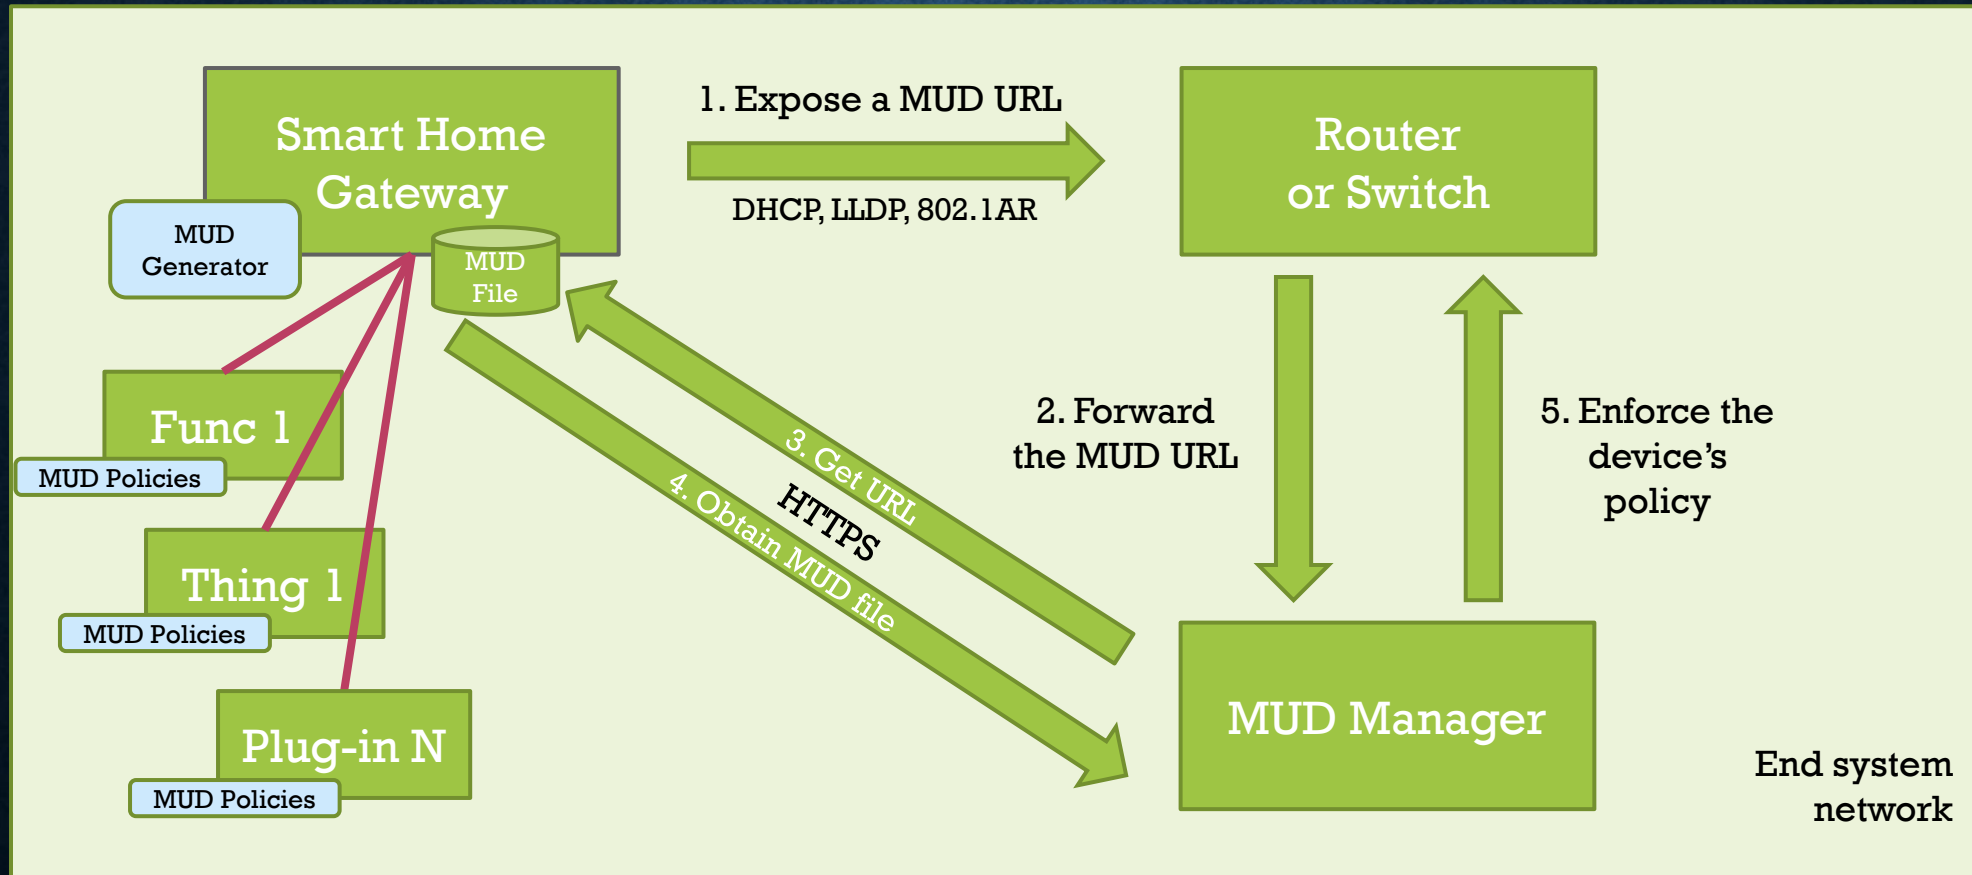 Smart Home
Gateway
MUD
Generator
MUD
File
1. Expose a MUD URL
DHCP, LLDP, 802.1AR
Router
or Switch
Func 1
MUD Policies
Thing 1
MUD Policies
Plug-in N
MUD Policies
3. Get URL
HTTPS
4. Obtain MUD file
2. Forward
the MUD URL
5. Enforce the
device’s
policy
MUD Manager
End system
network